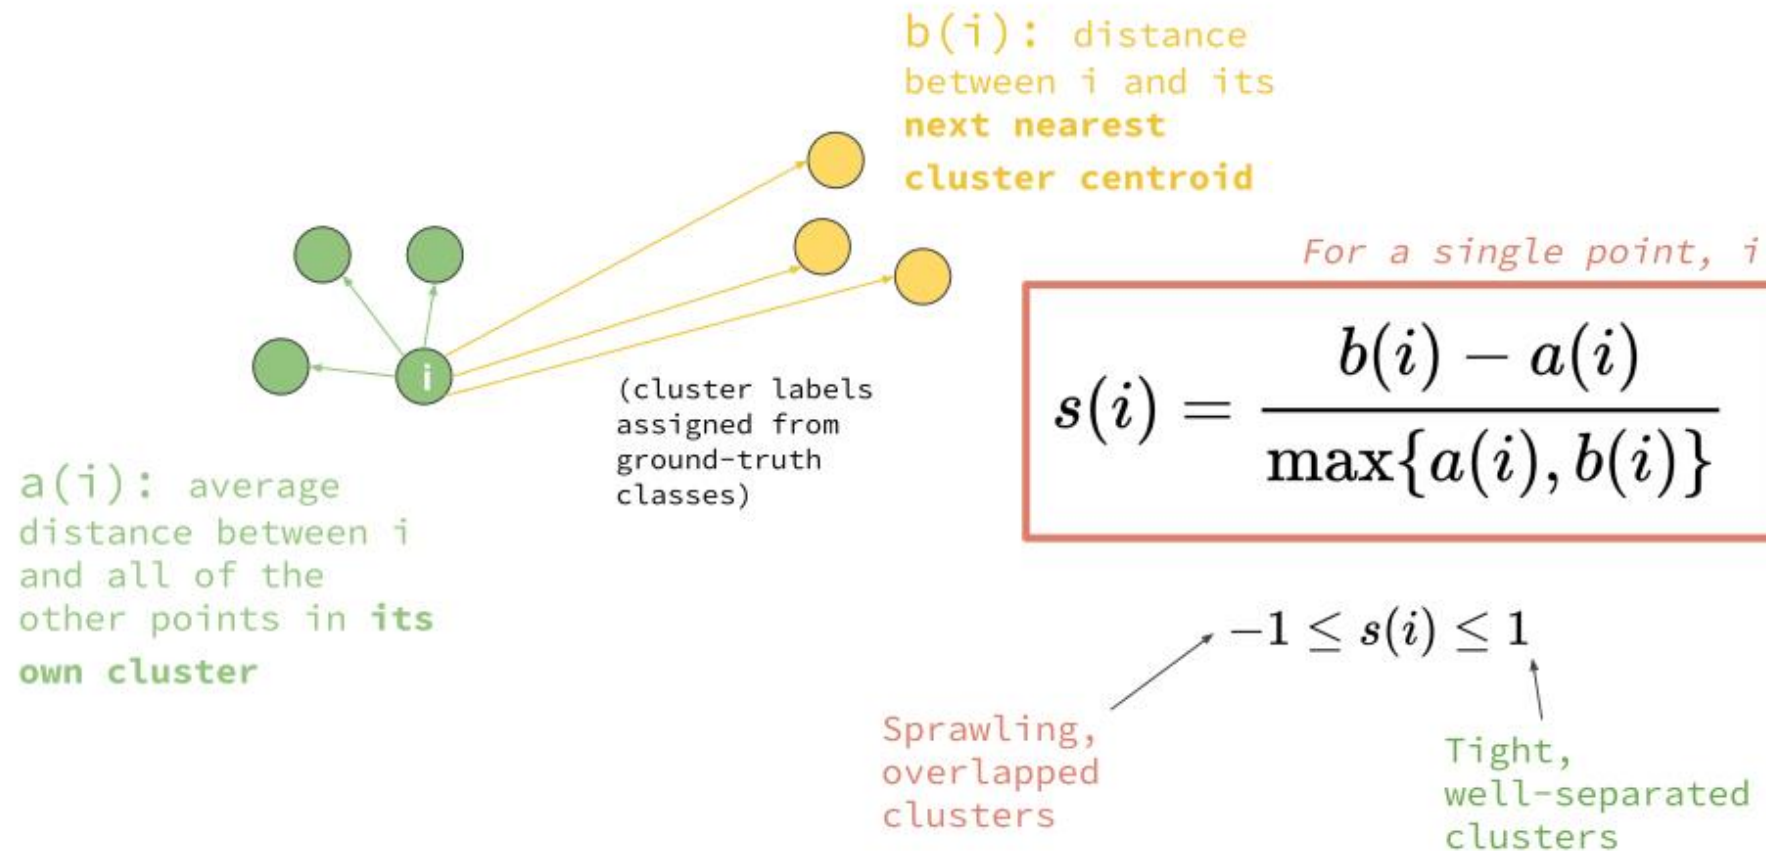 b(i): distance
between i and its
next nearest
cluster centroid
For a single point, i
i
(cluster labels
assigned from
ground-truth
classes)
s(i) = \frac{b(i) − a(i)}{max{a(i), b(i)}}
a(i): average
distance between i
and all of the
other points in its
own cluster
−1 ≤ s(i) ≤ 1
Sprawling,
overlapped
clusters
Tight,
well-separated
clusters